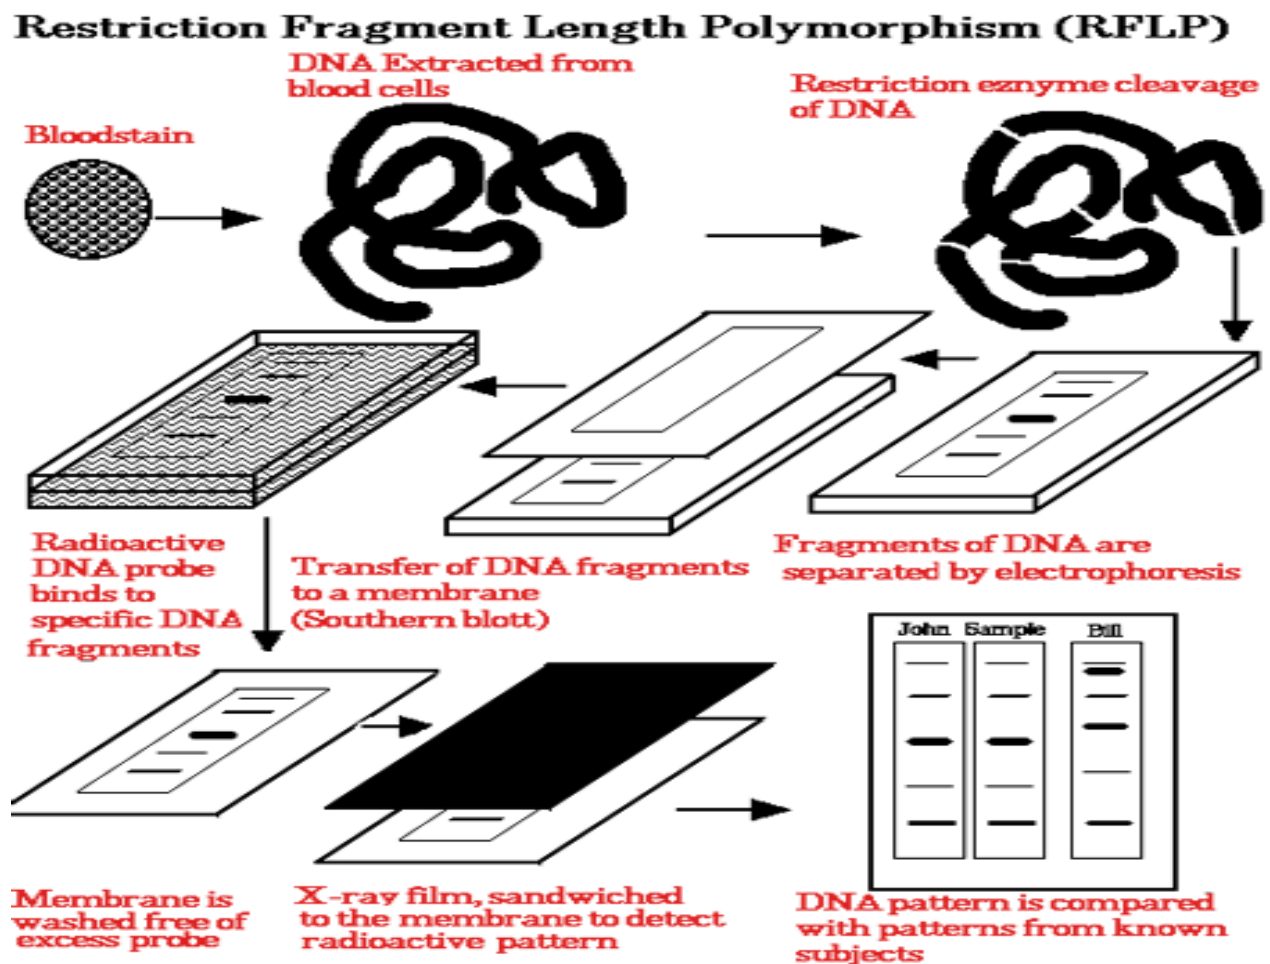 Restriction Fragment Length Polymorphism (RFLP)
DNA Extracted from
blood cells
Restriction eznyme cleavage
of DNA
Bloodstain
Radioactive
DNA probe
binds to
specific DNA
fragments
Transfer of DNA fragments
to a membrane
(Southern blott)
Fragments of DNA are
separated by electrophoresis
John Sample Bill
Membrane is
washed free of
excess probe
X-ray film, sandwiched
to the membrane to detect
radioactive pattern
DNA pattern is compared
with patterns from known
subjects